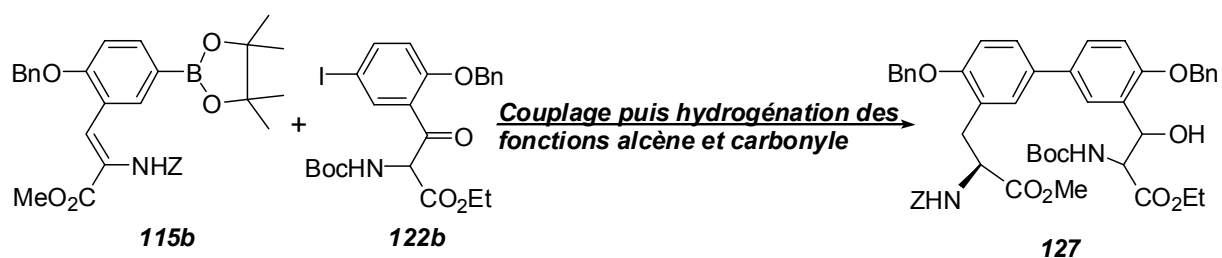 BnO
B
O
O
MeO2C
NHZ
115b
+
I
OBn
O
BocHN
CO2Et
122b
Couplage puis hydrogénation des
fonctions alcène et carbonyle
BnO
OBn
OH
BocHN
CO2Et
ZHN
CO2Me
127